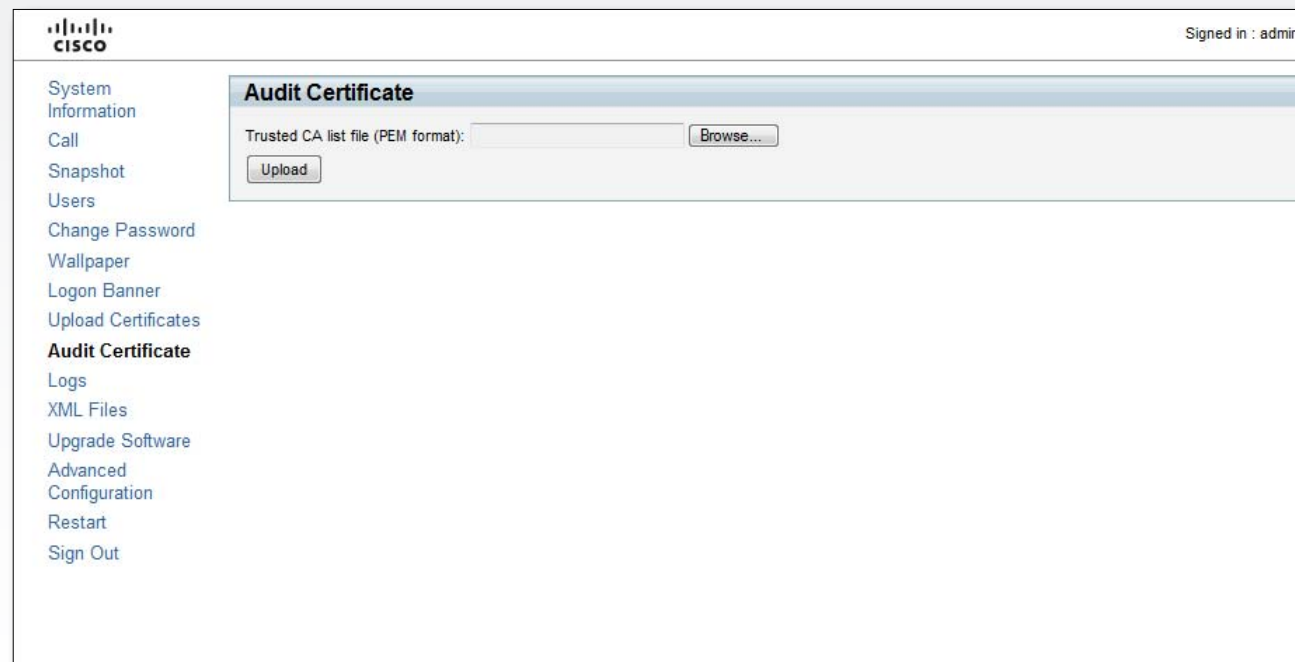 CISCO
Signed in : admin
System
Information
Call
Snapshot
Users
Change Password
Wallpaper
Logon Banner
Upload Certificates
Audit Certificate
Logs
XML Files
Upgrade Software
Advanced
Configuration
Restart
Sign Out
Audit Certificate
Trusted CA list file (PEM format):
Browse...
Upload